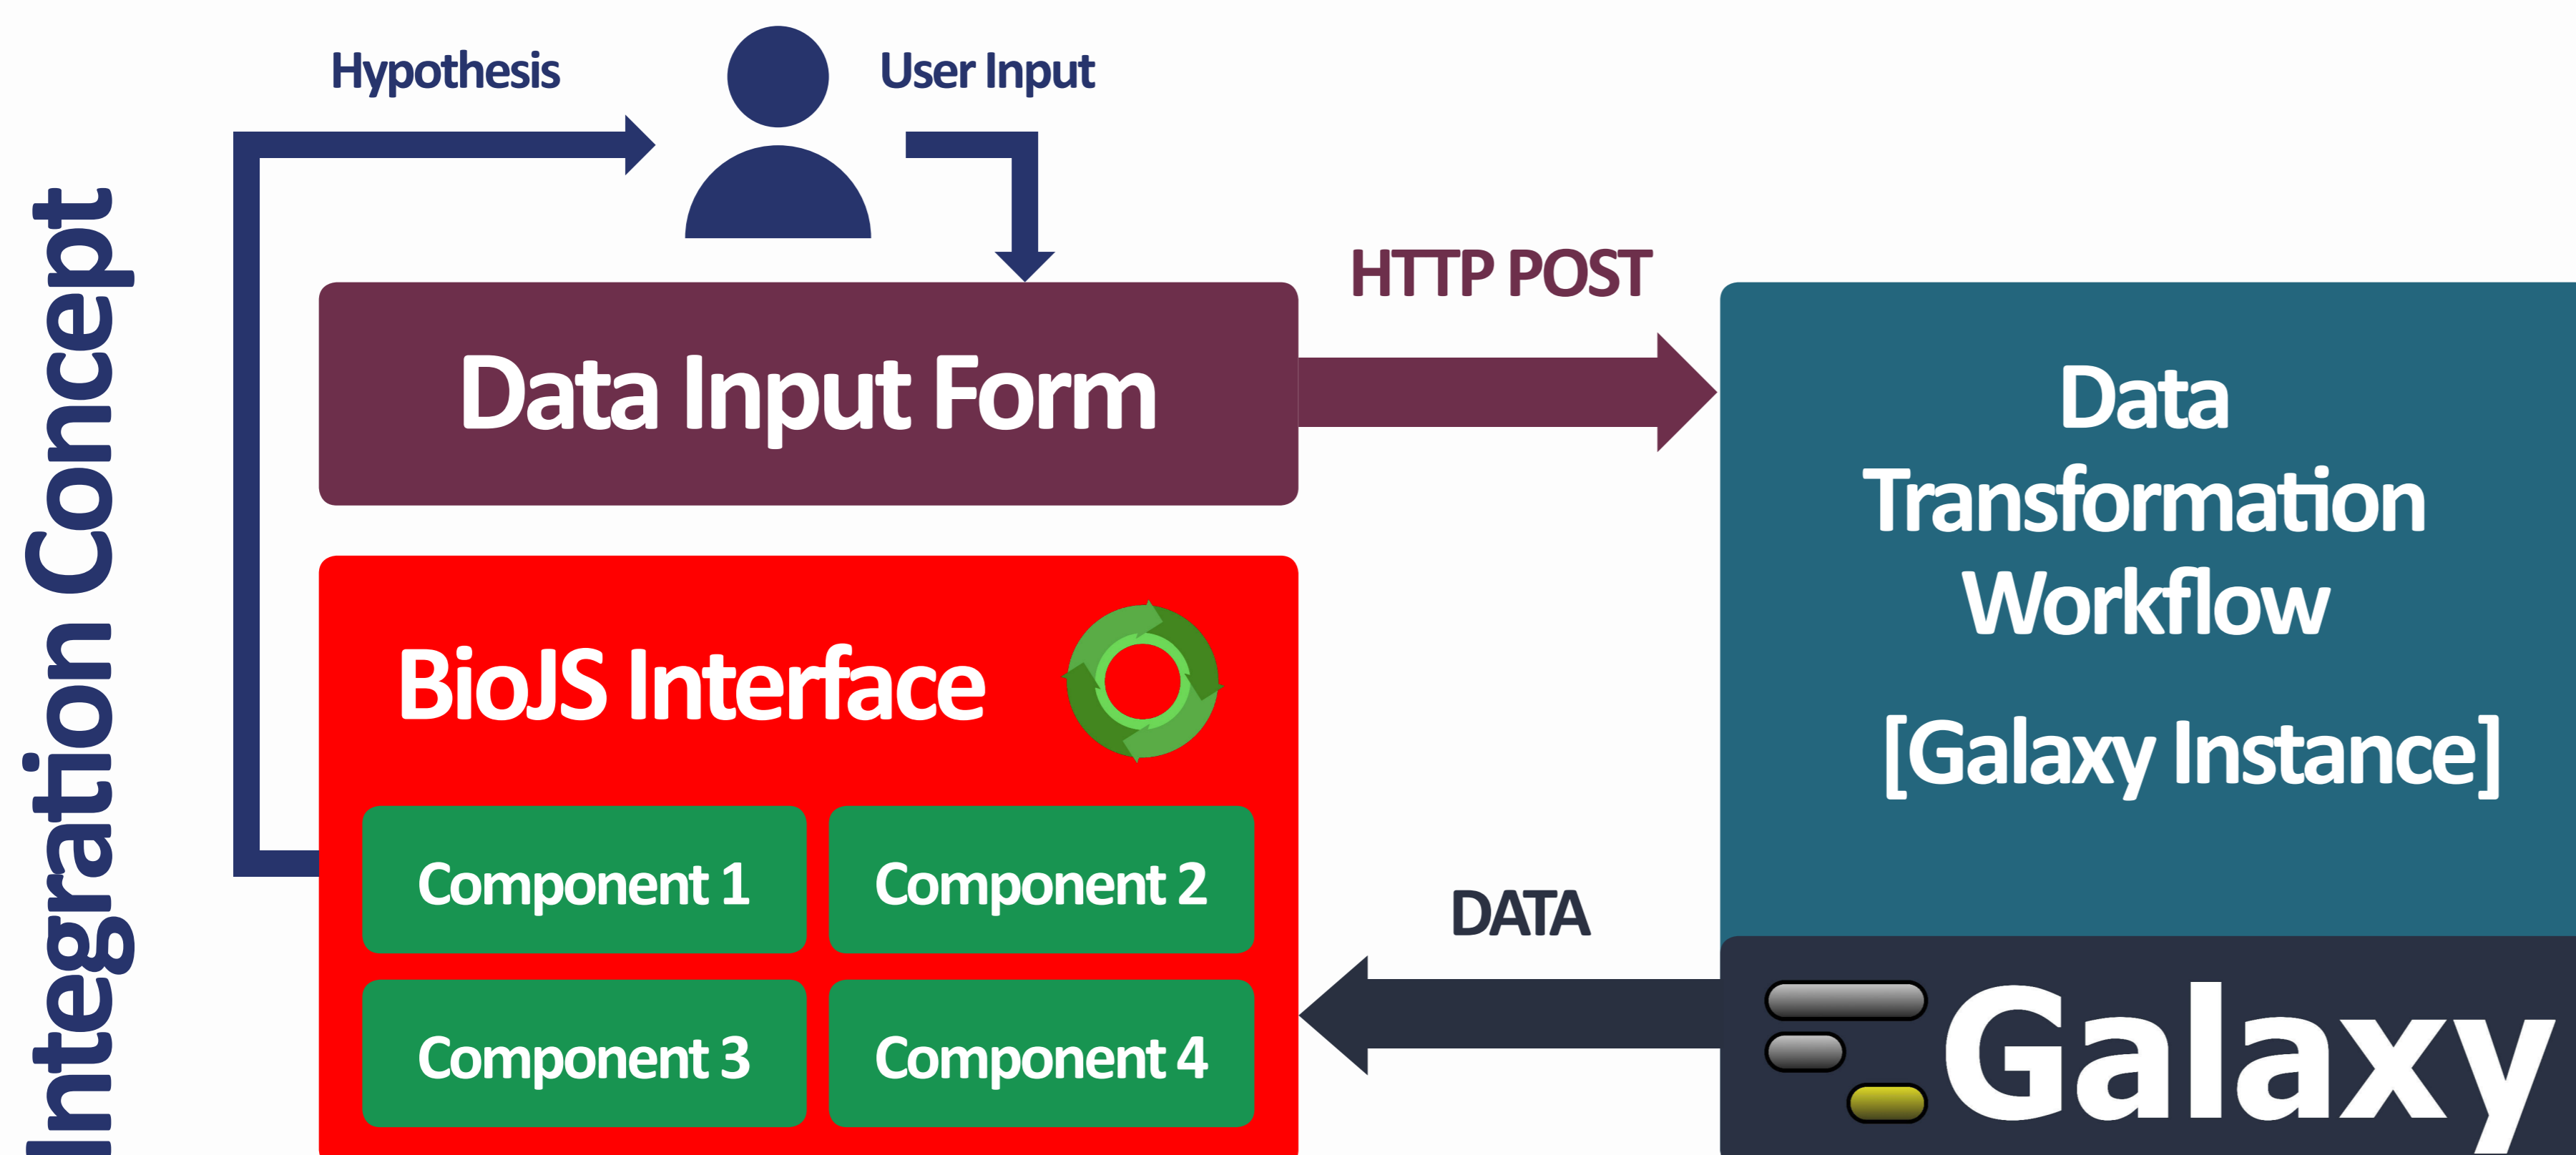 Integration Concept
Hypothesis
User Input
Data Input Form
HTTP POST
Data
Transformation
Workflow
[Galaxy Instance]
BioJS Interface
Component 1
Component 2
Component 3
Component 4
DATA
Galaxy